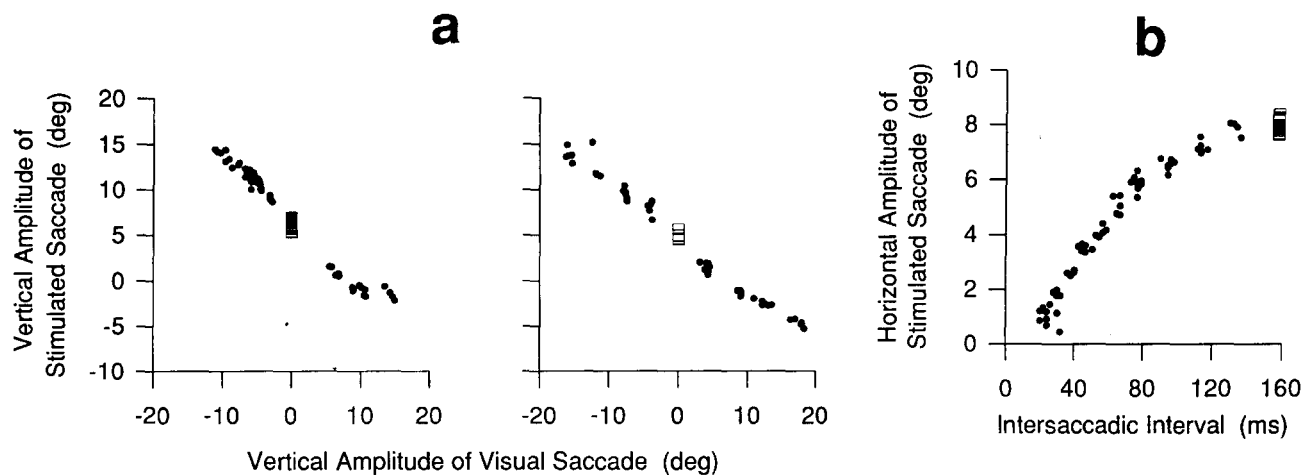 a
Vertical Amplitude of
Stimulated Saccade (deg)
20
15
10
5
0
-5
-10
-20 -10 0 10 20
-20 -10 0 10 20
Vertical Amplitude of Visual Saccade (deg)
b
Horizontal Amplitude of
Stimulated Saccade (deg)
10
8
6
4
2
0
0 40 80 120 160
Intersaccadic Interval (ms)